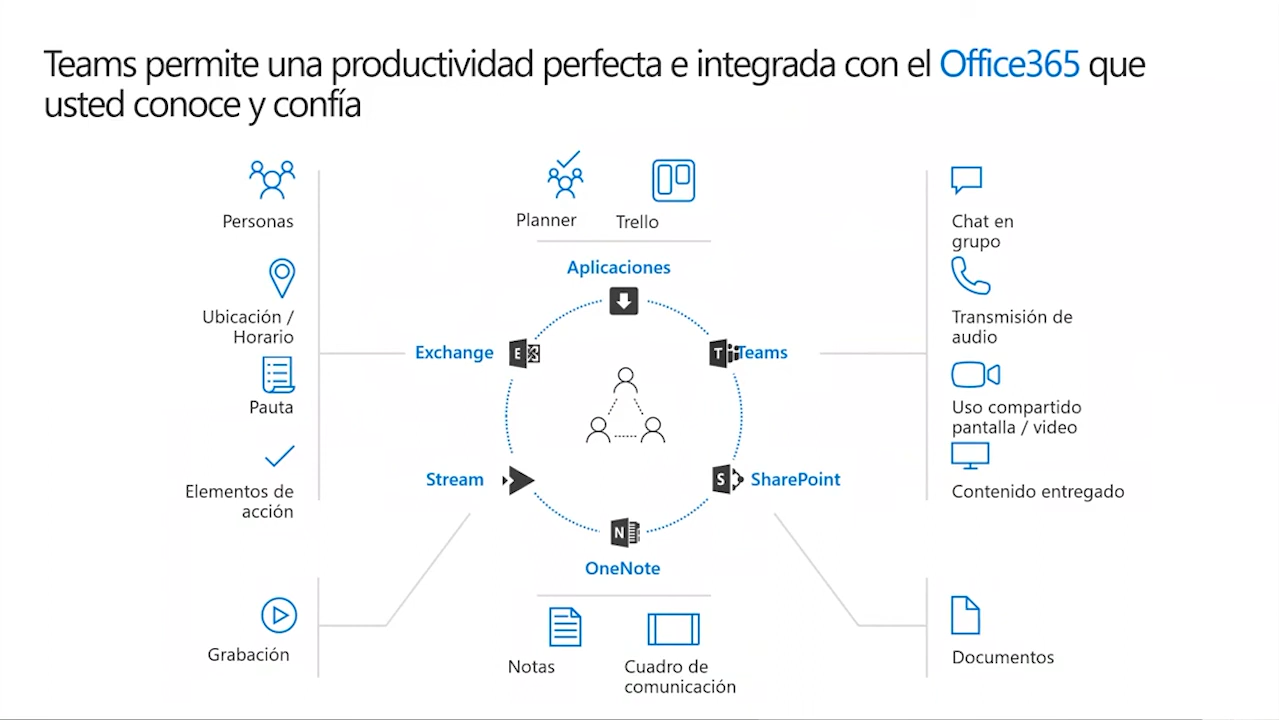 Teams permite una productividad perfecta e integrada con el Office365 que
usted conoce y confía
Personas
Ubicación /
Horario
Pauta
Elementos de
acción
Grabación
Planner
Trello
Aplicaciones
Exchange
E
T
Teams
Stream
S
SharePoint
N
OneNote
Notas
Cuadro de
comunicación
Chat en
grupo
Transmisión de
audio
Uso compartido
pantalla / video
Contenido entregado
Documentos